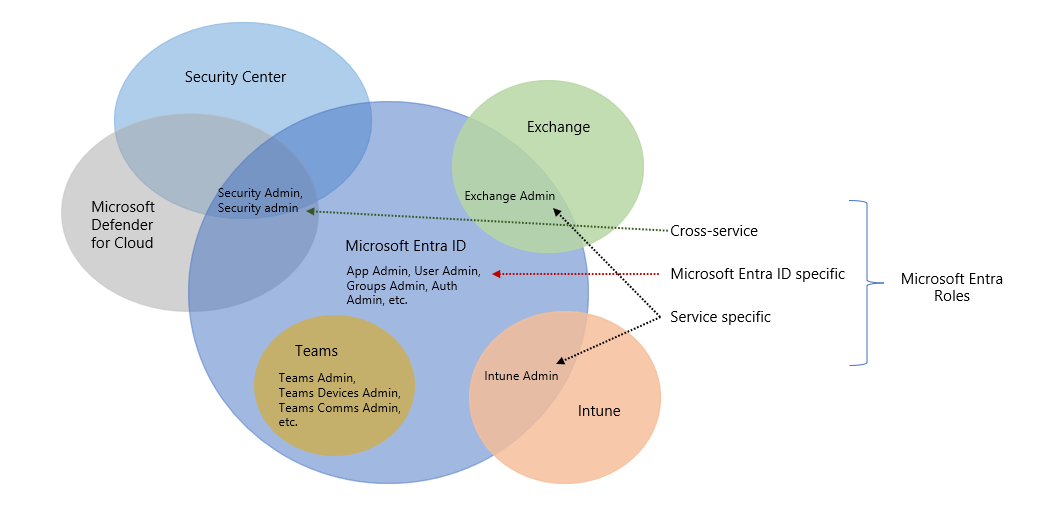 Security Center
Exchange
Security Admin,
Security admin
Exchange Admin
Microsoft
Defender
for Cloud
Cross-service
Microsoft Entra ID
App Admin, User Admin,
Groups Admin, Auth
Admin, etc.
Microsoft Entra ID specific
Microsoft Entra
Roles
Service specific
Teams
Teams Admin,
Teams Devices Admin,
Teams Comms Admin,
etc.
Intune Admin
Intune